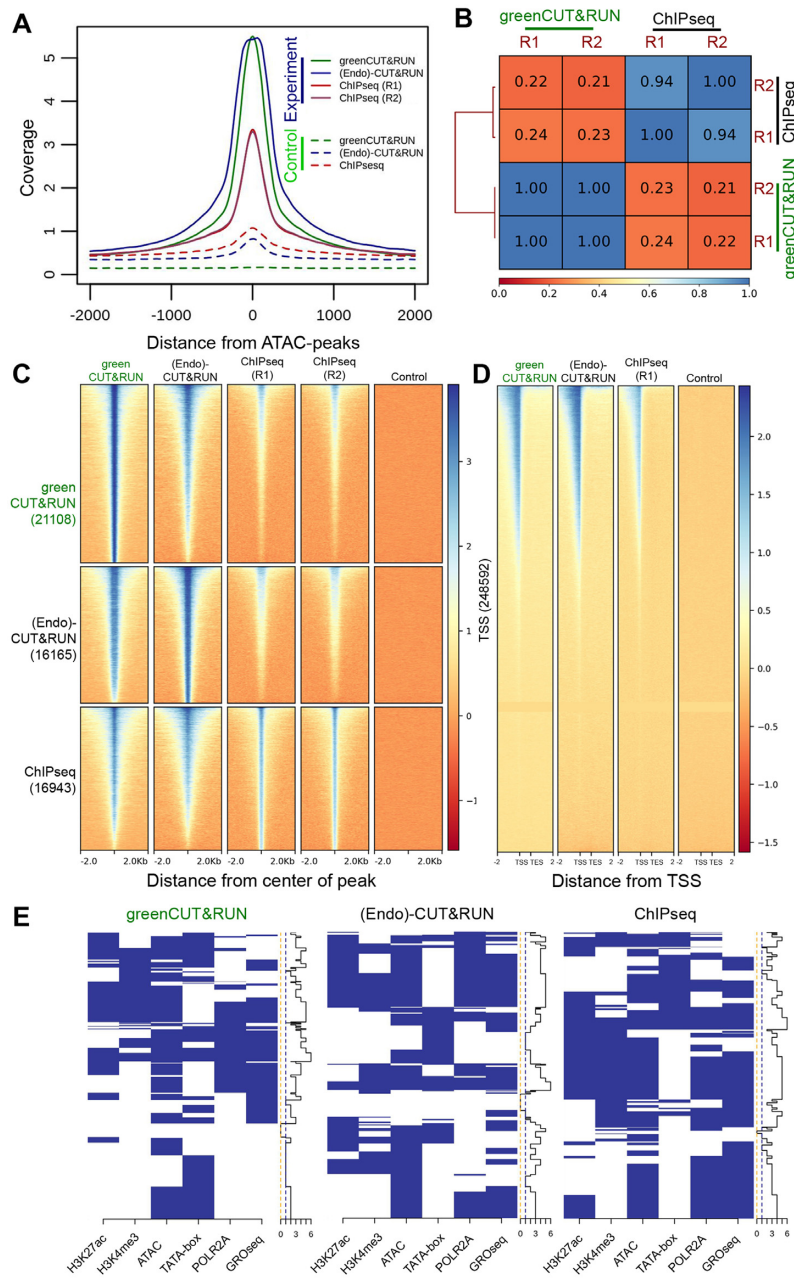 A
5
4
3
2
1
0
Coverage
Experiment
greenCUT&RUN
(Endo)-CUT&RUN
ChIPseq (R1)
ChIPseq (R2)
Control
greenCUT&RUN
(Endo)-CUT&RUN
ChIPsesq
-2000 -1000 0 1000 2000
Distance from ATAC-peaks
B
greenCUT&RUN ChIPseq
R1 R2 R1 R2
0.22 0.21 0.94 1.00 R2
0.24 0.23 1.00 0.94 R1
ChIPseq
1.00 1.00 0.23 0.21 R2
1.00 1.00 0.24 0.22 R1
greenCUT&RUN
0.0 0.2 0.4 0.6 0.8 1.0
C
green
CUT&RUN
(Endo)-
CUT&RUN
ChIPseq
(R1)
ChIPseq
(R2)
Control
green
CUT&RUN
(21108)
(Endo)-
CUT&RUN
(16165)
ChIPseq
(16943)
3
2
1
0
−1
-2.0 2.0Kb -2.0 2.0Kb -2.0 2.0Kb -2.0 2.0Kb -2.0 2.0Kb
Distance from center of peak
D
green
CUT&RUN
(Endo)-
CUT&RUN
ChIPseq
(R1)
Control
TSS (248592)
2.0
1.5
1.0
0.5
0.0
−0.5
−1.0
−1.5
-2 TSS TES 2 -2 TSS TES 2 -2 TSS TES 2 -2 TSS TES 2
Distance from TSS
E
greenCUT&RUN (Endo)-CUT&RUN ChIPseq
0 3 6 0 3 6 0 3 6
H3K27ac H3K4me3 ATAC TATA-box POLR2A GROseq
H3K27ac H3K4me3 ATAC TATA-box POLR2A GROseq
H3K27ac H3K4me3 ATAC TATA-box POLR2A GROseq